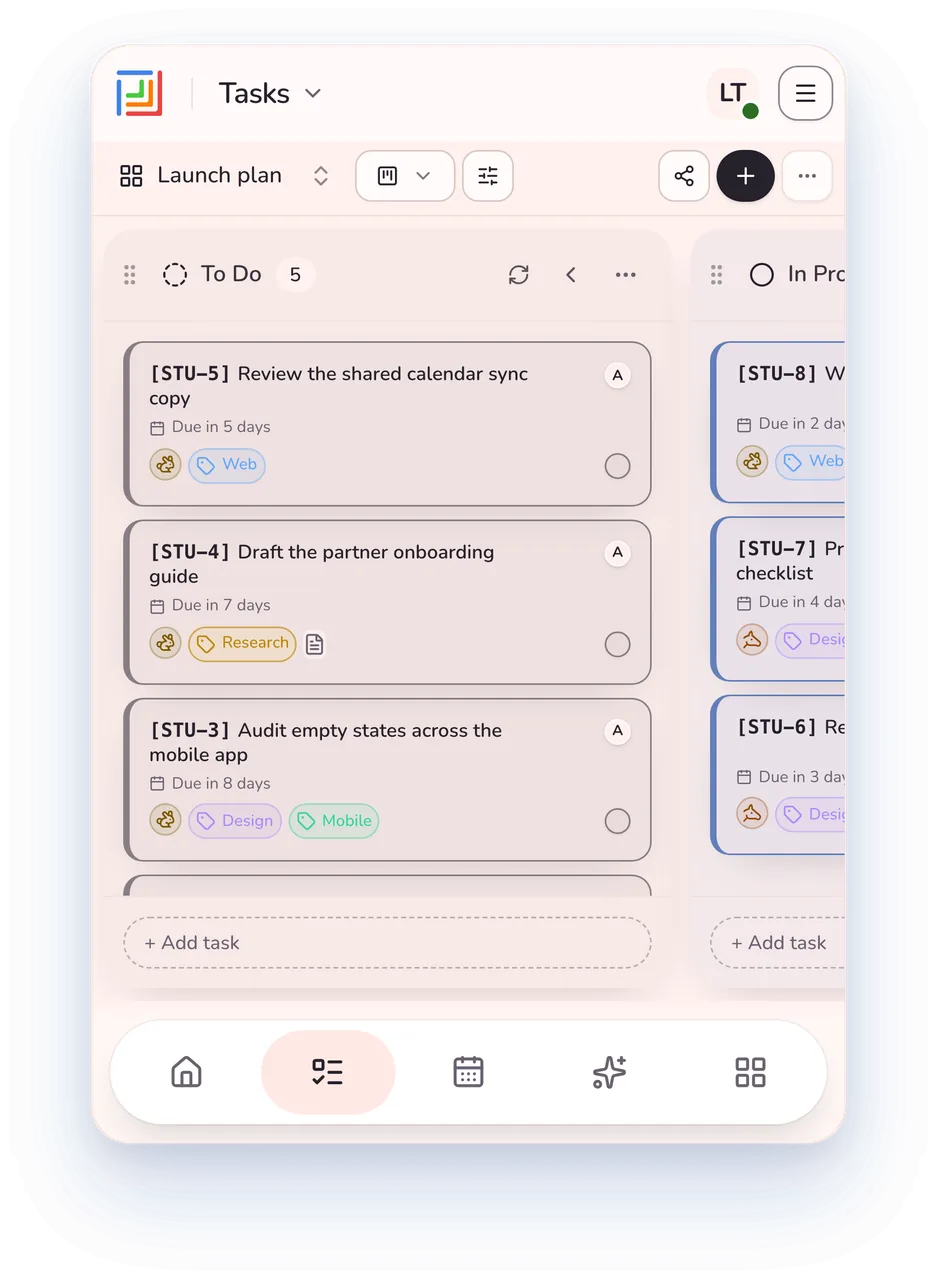 Tasks
LT
Launch plan
To Do 5
[STU-5] Review the shared calendar sync
copy
A
Due in 5 days
Web
[STU-4] Draft the partner onboarding
guide
A
Due in 7 days
Research
[STU-3] Audit empty states across the
mobile app
A
Due in 8 days
Design
Mobile
+ Add task
In Pro
[STU-8] W
Due in 2 day
Web
[STU-7] Pr
checklist
Due in 4 day
Desig
[STU-6] Re
Due in 3 day
Desig
+ Add task